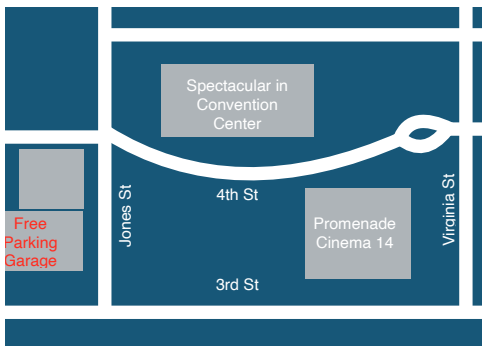 Spectacular in
Convention
Center
4th St
Jones St
Virginia St
Promenade
Cinema 14
Free
Parking
Garage
3rd St